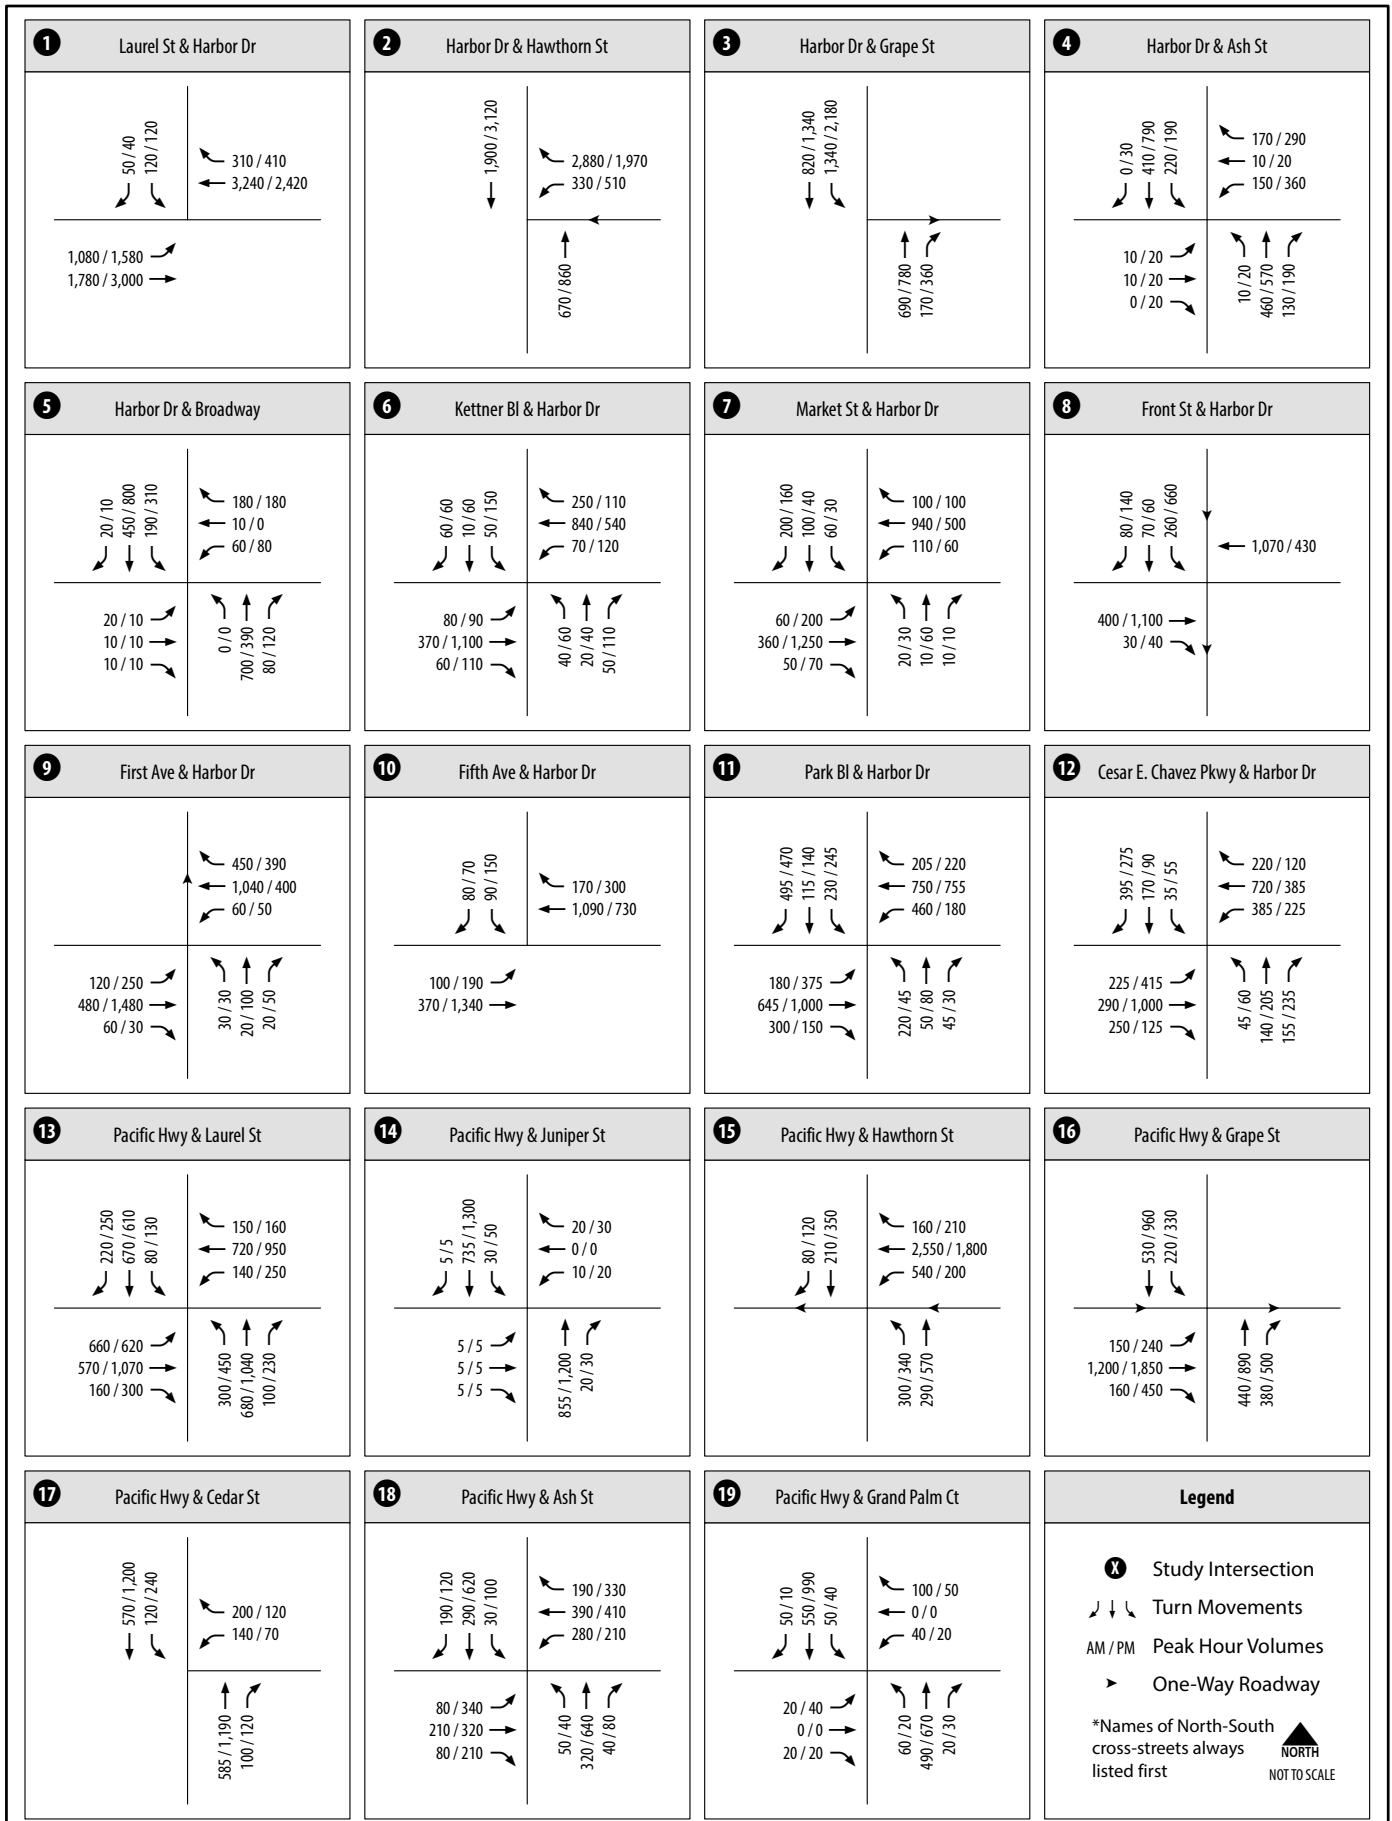 1 Laurel St & Harbor Dr
50 / 40
120 / 120
310 / 410
3,240 / 2,420
1,080 / 1,580
1,780 / 3,000
2 Harbor Dr & Hawthorn St
1,900 / 3,120
2,880 / 1,970
330 / 510
670 / 860
3 Harbor Dr & Grape St
820 / 1,340
1,340 / 2,180
690 / 780
170 / 360
4 Harbor Dr & Ash St
0 / 30
410 / 790
220 / 190
170 / 290
10 / 20
150 / 360
10 / 20
10 / 20
0 / 20
10 / 20
460 / 570
130 / 190
5 Harbor Dr & Broadway
20 / 10
450 / 800
190 / 310
180 / 180
10 / 0
60 / 80
20 / 10
10 / 10
10 / 10
0 / 0
700 / 390
80 / 120
6 Kettner Bl & Harbor Dr
60 / 60
10 / 60
50 / 150
250 / 110
840 / 540
70 / 120
80 / 90
370 / 1,100
60 / 110
40 / 60
20 / 40
50 / 110
7 Market St & Harbor Dr
200 / 160
100 / 40
60 / 30
100 / 100
940 / 500
110 / 60
60 / 200
360 / 1,250
50 / 70
20 / 30
10 / 60
10 / 10
8 Front St & Harbor Dr
80 / 140
70 / 60
260 / 660
1,070 / 430
400 / 1,100
30 / 40
9 First Ave & Harbor Dr
450 / 390
1,040 / 400
60 / 50
120 / 250
480 / 1,480
60 / 30
30 / 30
20 / 100
20 / 50
10 Fifth Ave & Harbor Dr
80 / 70
90 / 150
170 / 300
1,090 / 730
100 / 190
370 / 1,340
11 Park Bl & Harbor Dr
495 / 470
115 / 140
230 / 245
205 / 220
750 / 755
460 / 180
180 / 375
645 / 1,000
300 / 150
220 / 45
50 / 80
45 / 30
12 Cesar E. Chavez Pkwy & Harbor Dr
395 / 275
170 / 90
35 / 55
220 / 120
720 / 385
385 / 225
225 / 415
290 / 1,000
250 / 125
45 / 60
140 / 205
155 / 235
13 Pacific Hwy & Laurel St
220 / 250
670 / 610
80 / 130
150 / 160
720 / 950
140 / 250
660 / 620
570 / 1,070
160 / 300
300 / 450
680 / 1,040
100 / 230
14 Pacific Hwy & Juniper St
5 / 5
735 / 1,300
30 / 50
20 / 30
0 / 0
10 / 20
5 / 5
5 / 5
5 / 5
855 / 1,200
20 / 30
15 Pacific Hwy & Hawthorn St
80 / 120
210 / 350
160 / 210
2,550 / 1,800
540 / 200
300 / 340
290 / 570
16 Pacific Hwy & Grape St
530 / 960
220 / 330
150 / 240
1,200 / 1,850
160 / 450
440 / 890
380 / 500
17 Pacific Hwy & Cedar St
570 / 1,200
120 / 240
200 / 120
140 / 70
585 / 1,190
100 / 120
18 Pacific Hwy & Ash St
190 / 120
290 / 620
30 / 100
190 / 330
390 / 410
280 / 210
80 / 340
210 / 320
80 / 210
50 / 40
320 / 640
40 / 80
19 Pacific Hwy & Grand Palm Ct
50 / 10
550 / 990
50 / 40
100 / 50
0 / 0
40 / 20
20 / 40
0 / 0
20 / 20
60 / 20
490 / 670
20 / 30
Legend
X Study Intersection
Turn Movements
AM / PM Peak Hour Volumes
One-Way Roadway
*Names of North-South
cross-streets always
listed first
NORTH
NOT TO SCALE